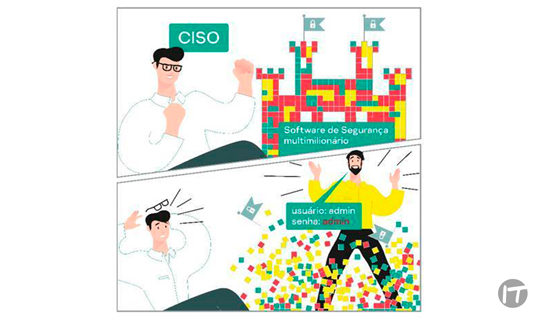 CISO
Software de Segurança
multimilionário
usuário: admin
senha: admin
IT